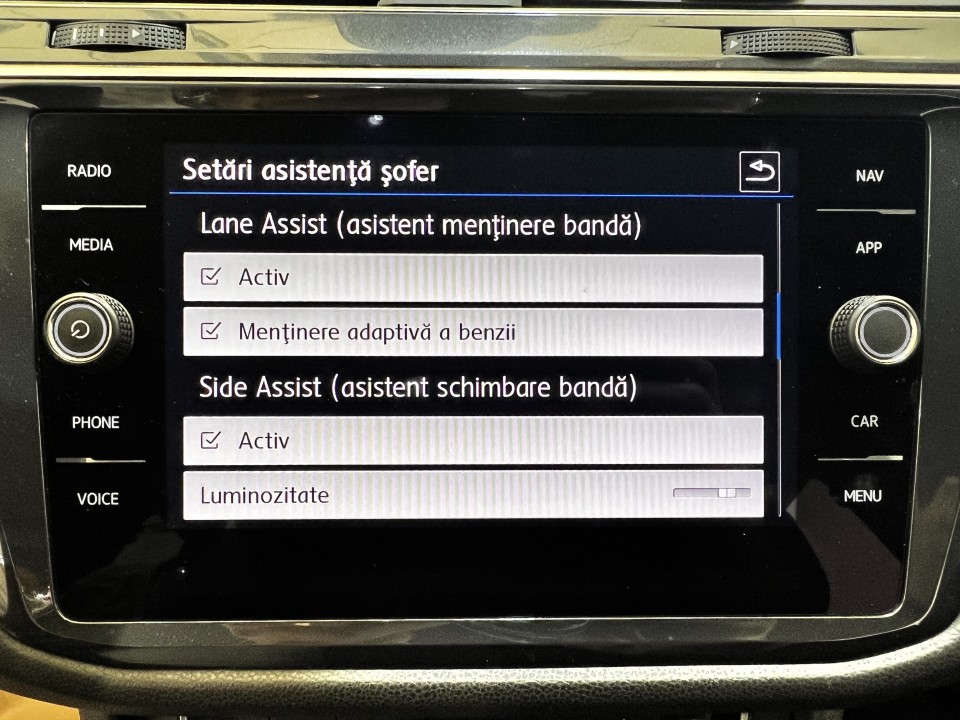 RADIO
MEDIA
PHONE
VOICE
Setări asistenţă şofer
Lane Assist (asistent menţinere bandă)
Activ
Menţinere adaptivă a benzii
Side Assist (asistent schimbare bandă)
Activ
Luminozitate
NAV
APP
CAR
MENU